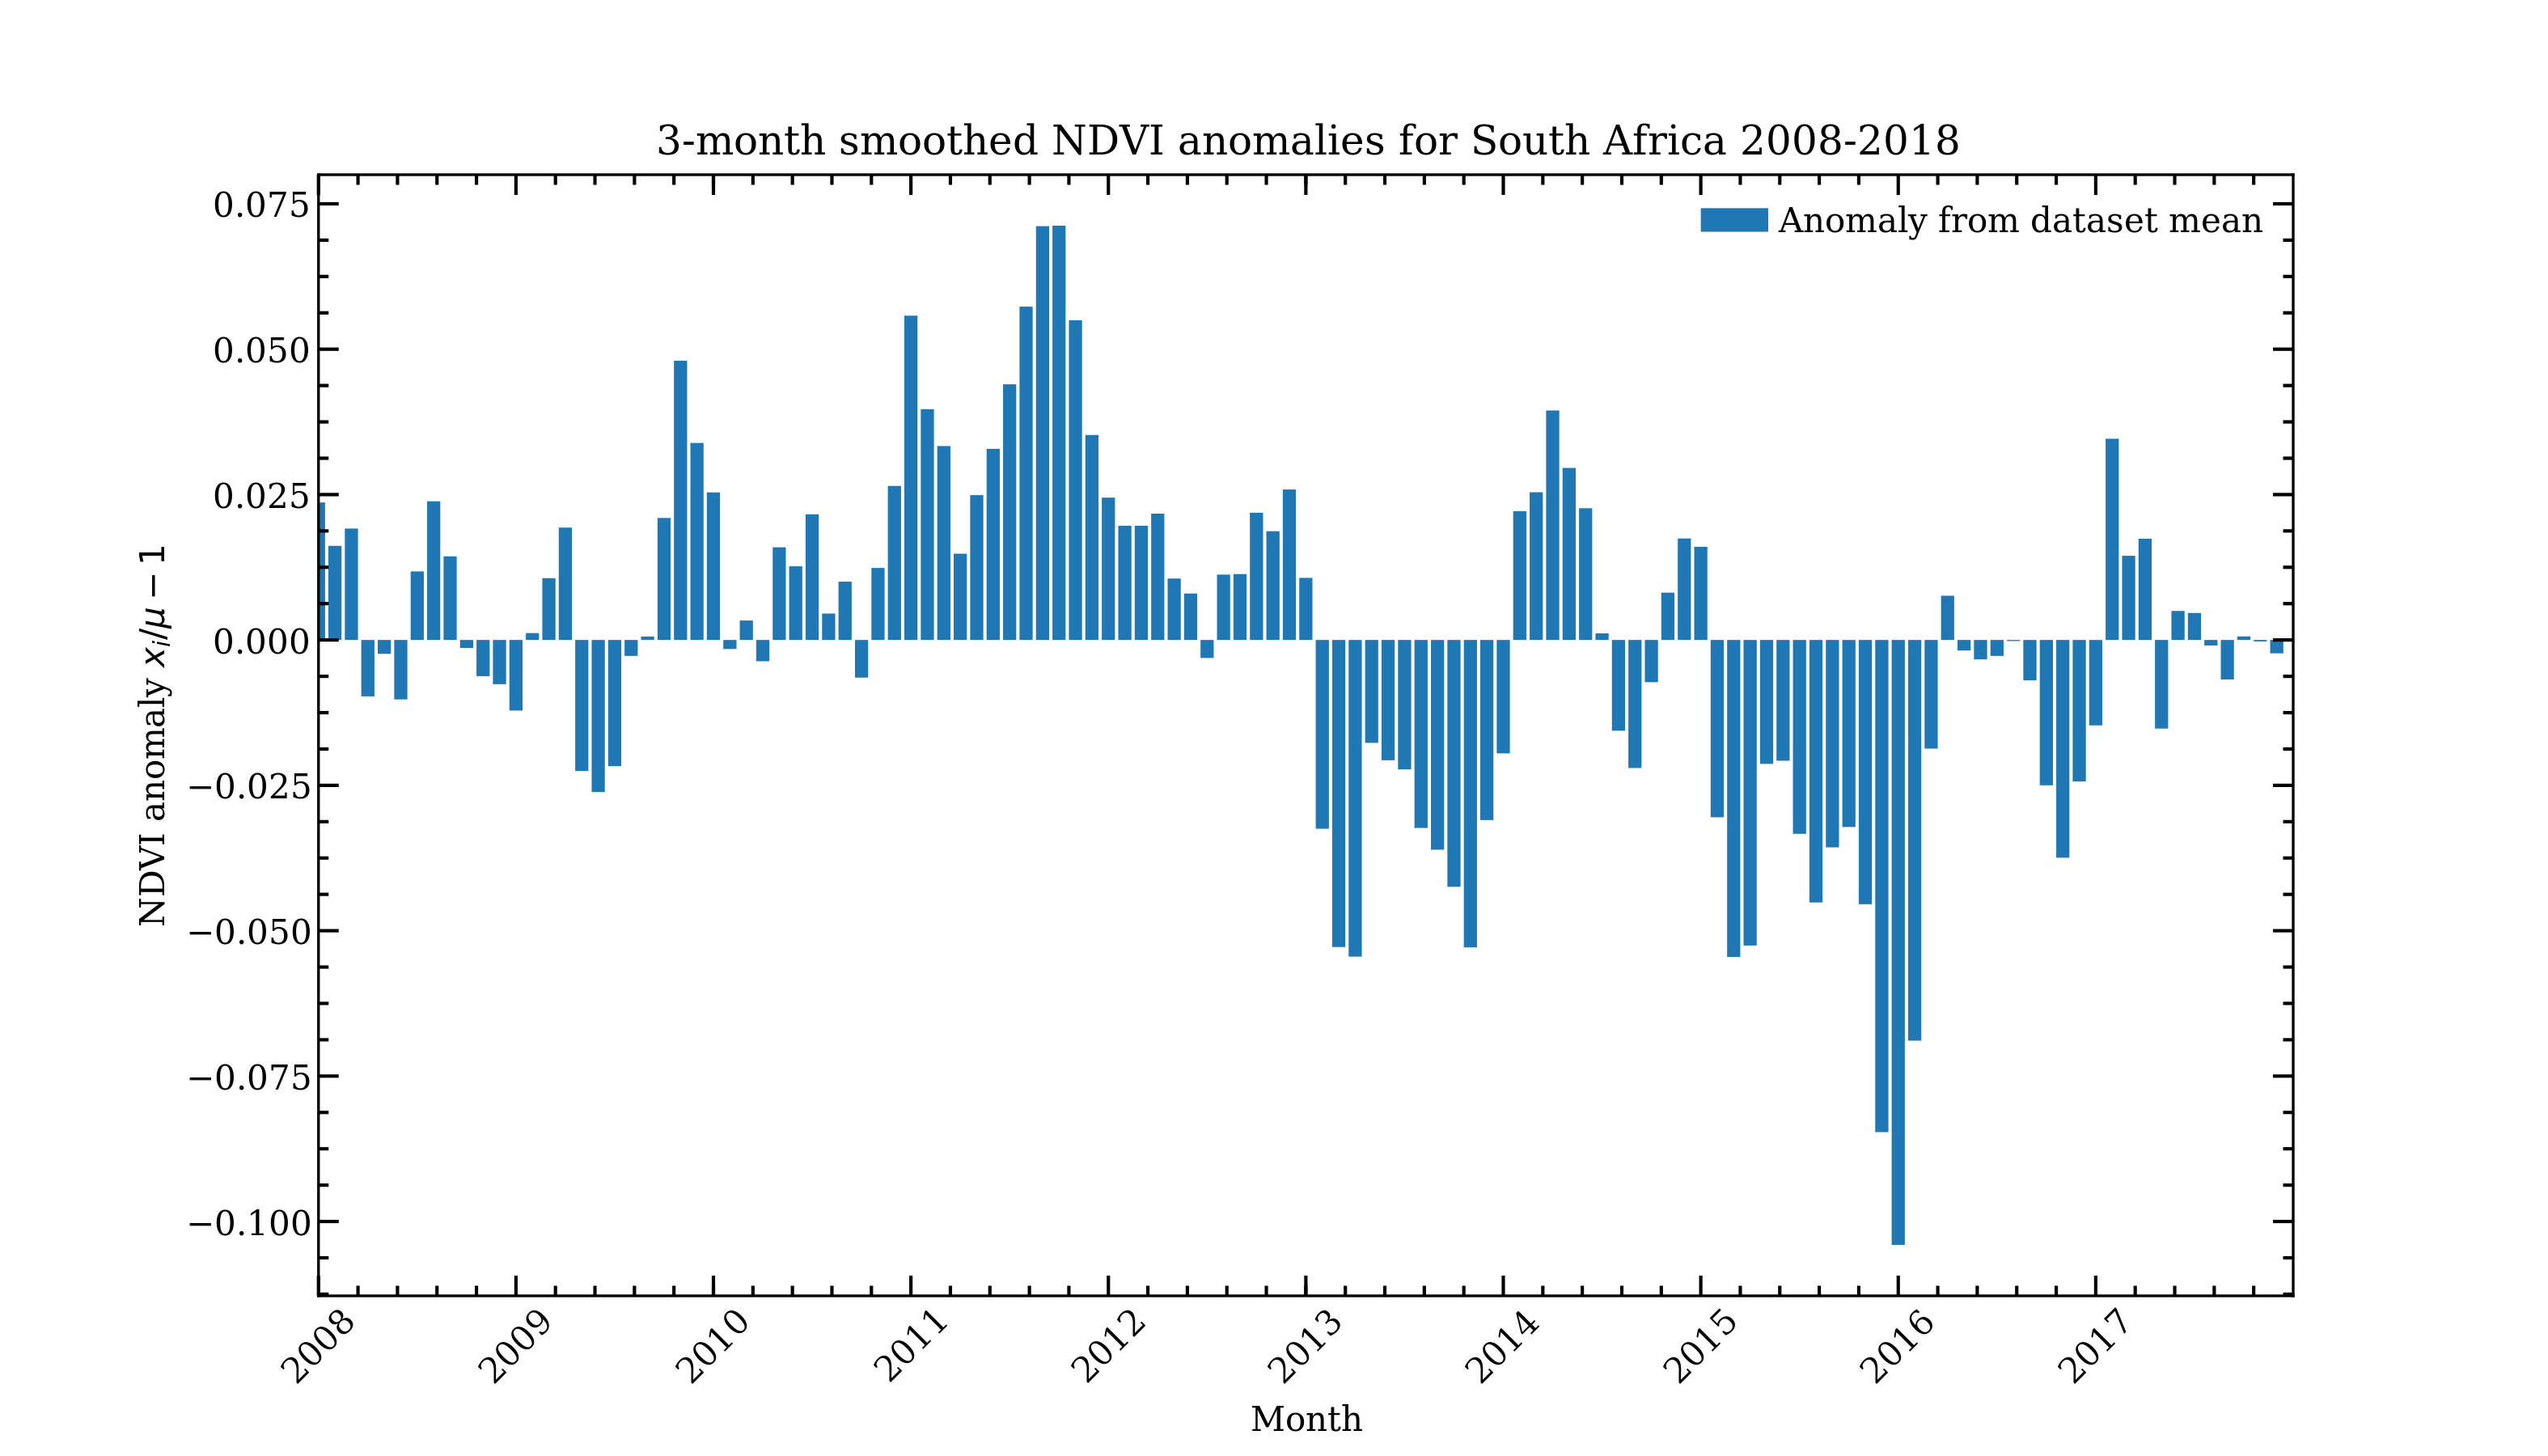 3-month smoothed NDVI anomalies for South Africa 2008-2018
Anomaly from dataset mean
0.075
0.050
0.025
0.000
−0.025
−0.050
−0.075
−0.100
NDVI anomaly xᵢ/μ − 1
2008 2009 2010 2011 2012 2013 2014 2015 2016 2017
Month